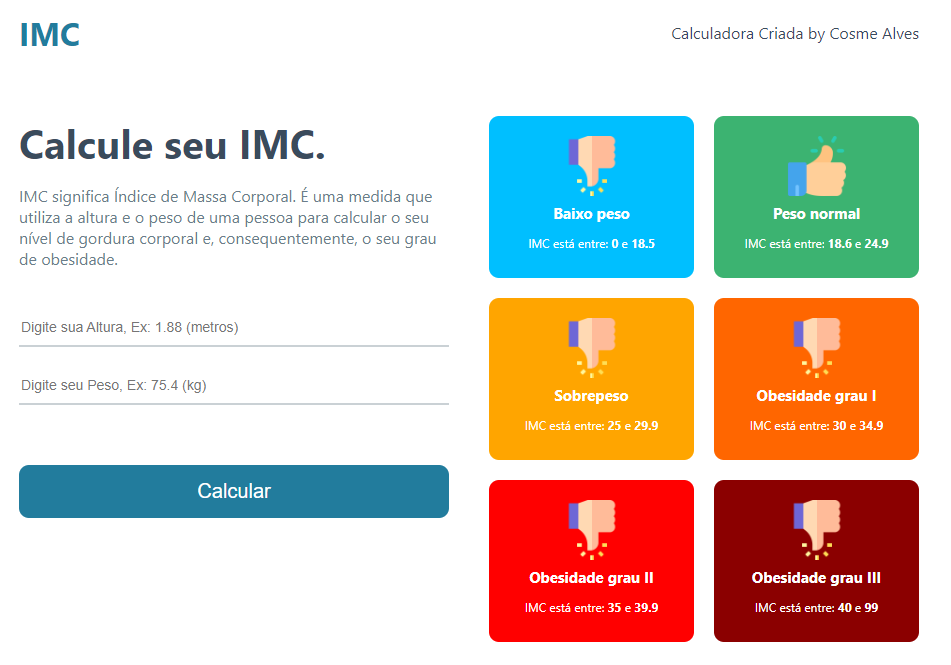 IMC
Calculadora Criada by Cosme Alves
Calcule seu IMC.
IMC significa Índice de Massa Corporal. É uma medida que
utiliza a altura e o peso de uma pessoa para calcular o seu
nível de gordura corporal e, consequentemente, o seu grau
de obesidade.
Digite sua Altura, Ex: 1.88 (metros)
Digite seu Peso, Ex: 75.4 (kg)
Calcular
Baixo peso
IMC está entre: 0 e 18.5
Peso normal
IMC está entre: 18.6 e 24.9
Sobrepeso
IMC está entre: 25 e 29.9
Obesidade grau I
IMC está entre: 30 e 34.9
Obesidade grau II
IMC está entre: 35 e 39.9
Obesidade grau III
IMC está entre: 40 e 99